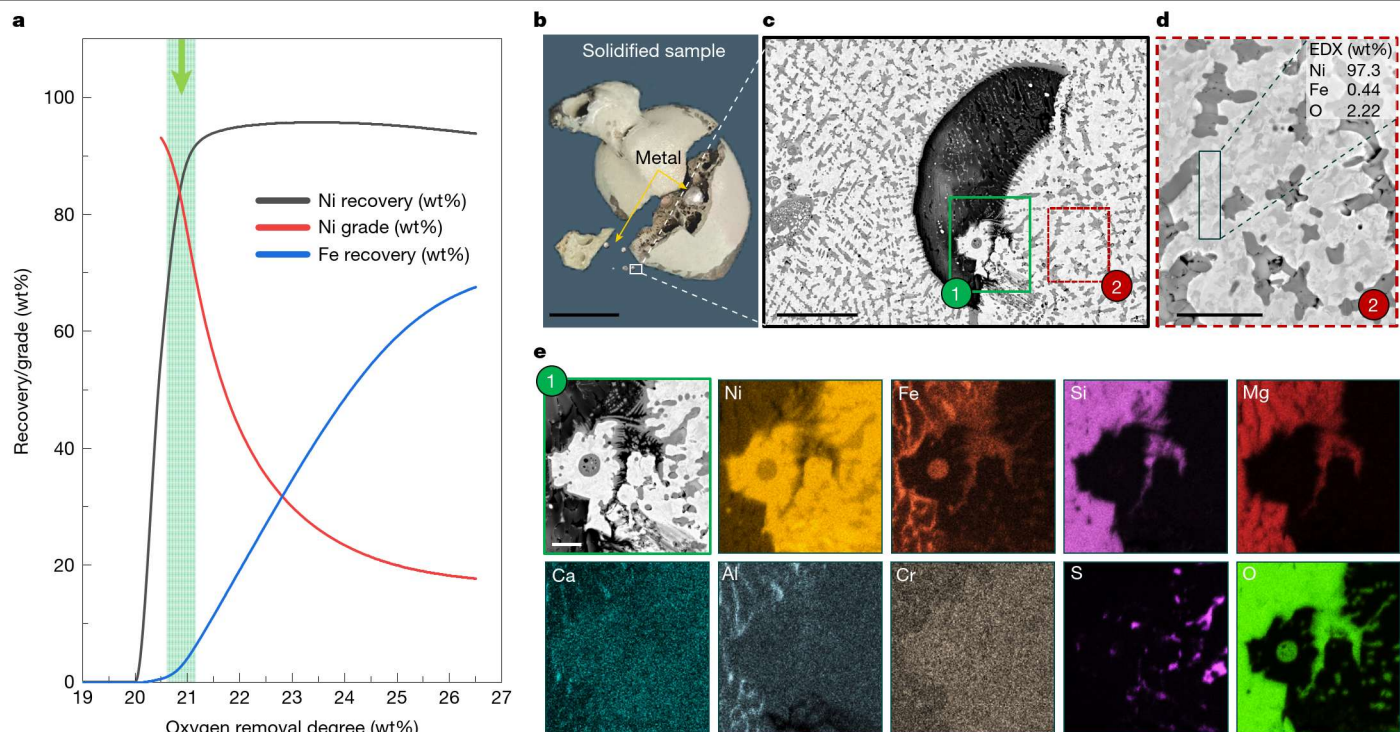 a
Recovery/grade (wt%)
100
80
60
40
20
0
19 20 21 22 23 24 25 26 27
Oxygen removal degree (wt%)
Ni recovery (wt%)
Ni grade (wt%)
Fe recovery (wt%)
b
Solidified sample
Metal
c
1
2
d
EDX (wt%)
Ni 97.3
Fe 0.44
O 2.22
2
e
1
Ni
Fe
Si
Mg
Ca
Al
Cr
S
O